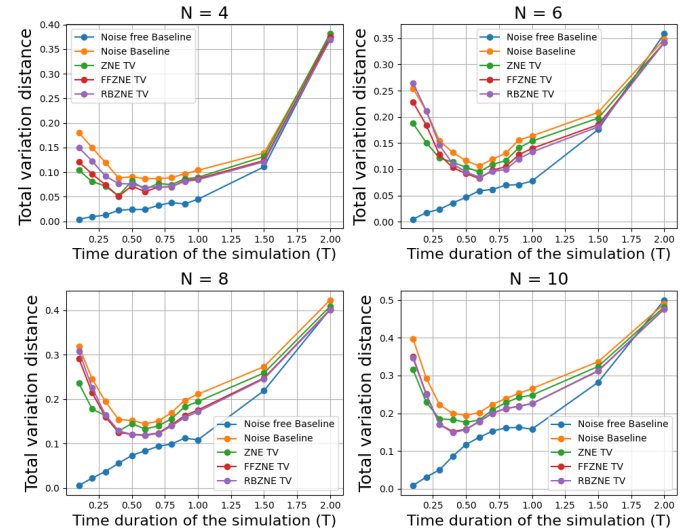 N = 4
Total variation distance
0.40
0.35
0.30
0.25
0.20
0.15
0.10
0.05
0.00
Noise free Baseline
Noise Baseline
ZNE TV
FFZNE TV
RBZNE TV
0.25 0.50 0.75 1.00 1.25 1.50 1.75 2.00
Time duration of the simulation (T)
N = 6
Total variation distance
0.35
0.30
0.25
0.20
0.15
0.10
0.05
0.00
Noise free Baseline
Noise Baseline
ZNE TV
FFZNE TV
RBZNE TV
0.25 0.50 0.75 1.00 1.25 1.50 1.75 2.00
Time duration of the simulation (T)
N = 8
Total variation distance
0.4
0.3
0.2
0.1
0.0
Noise free Baseline
Noise Baseline
ZNE TV
FFZNE TV
RBZNE TV
0.25 0.50 0.75 1.00 1.25 1.50 1.75 2.00
Time duration of the simulation (T)
N = 10
Total variation distance
0.5
0.4
0.3
0.2
0.1
0.0
Noise free Baseline
Noise Baseline
ZNE TV
FFZNE TV
RBZNE TV
0.25 0.50 0.75 1.00 1.25 1.50 1.75 2.00
Time duration of the simulation (T)